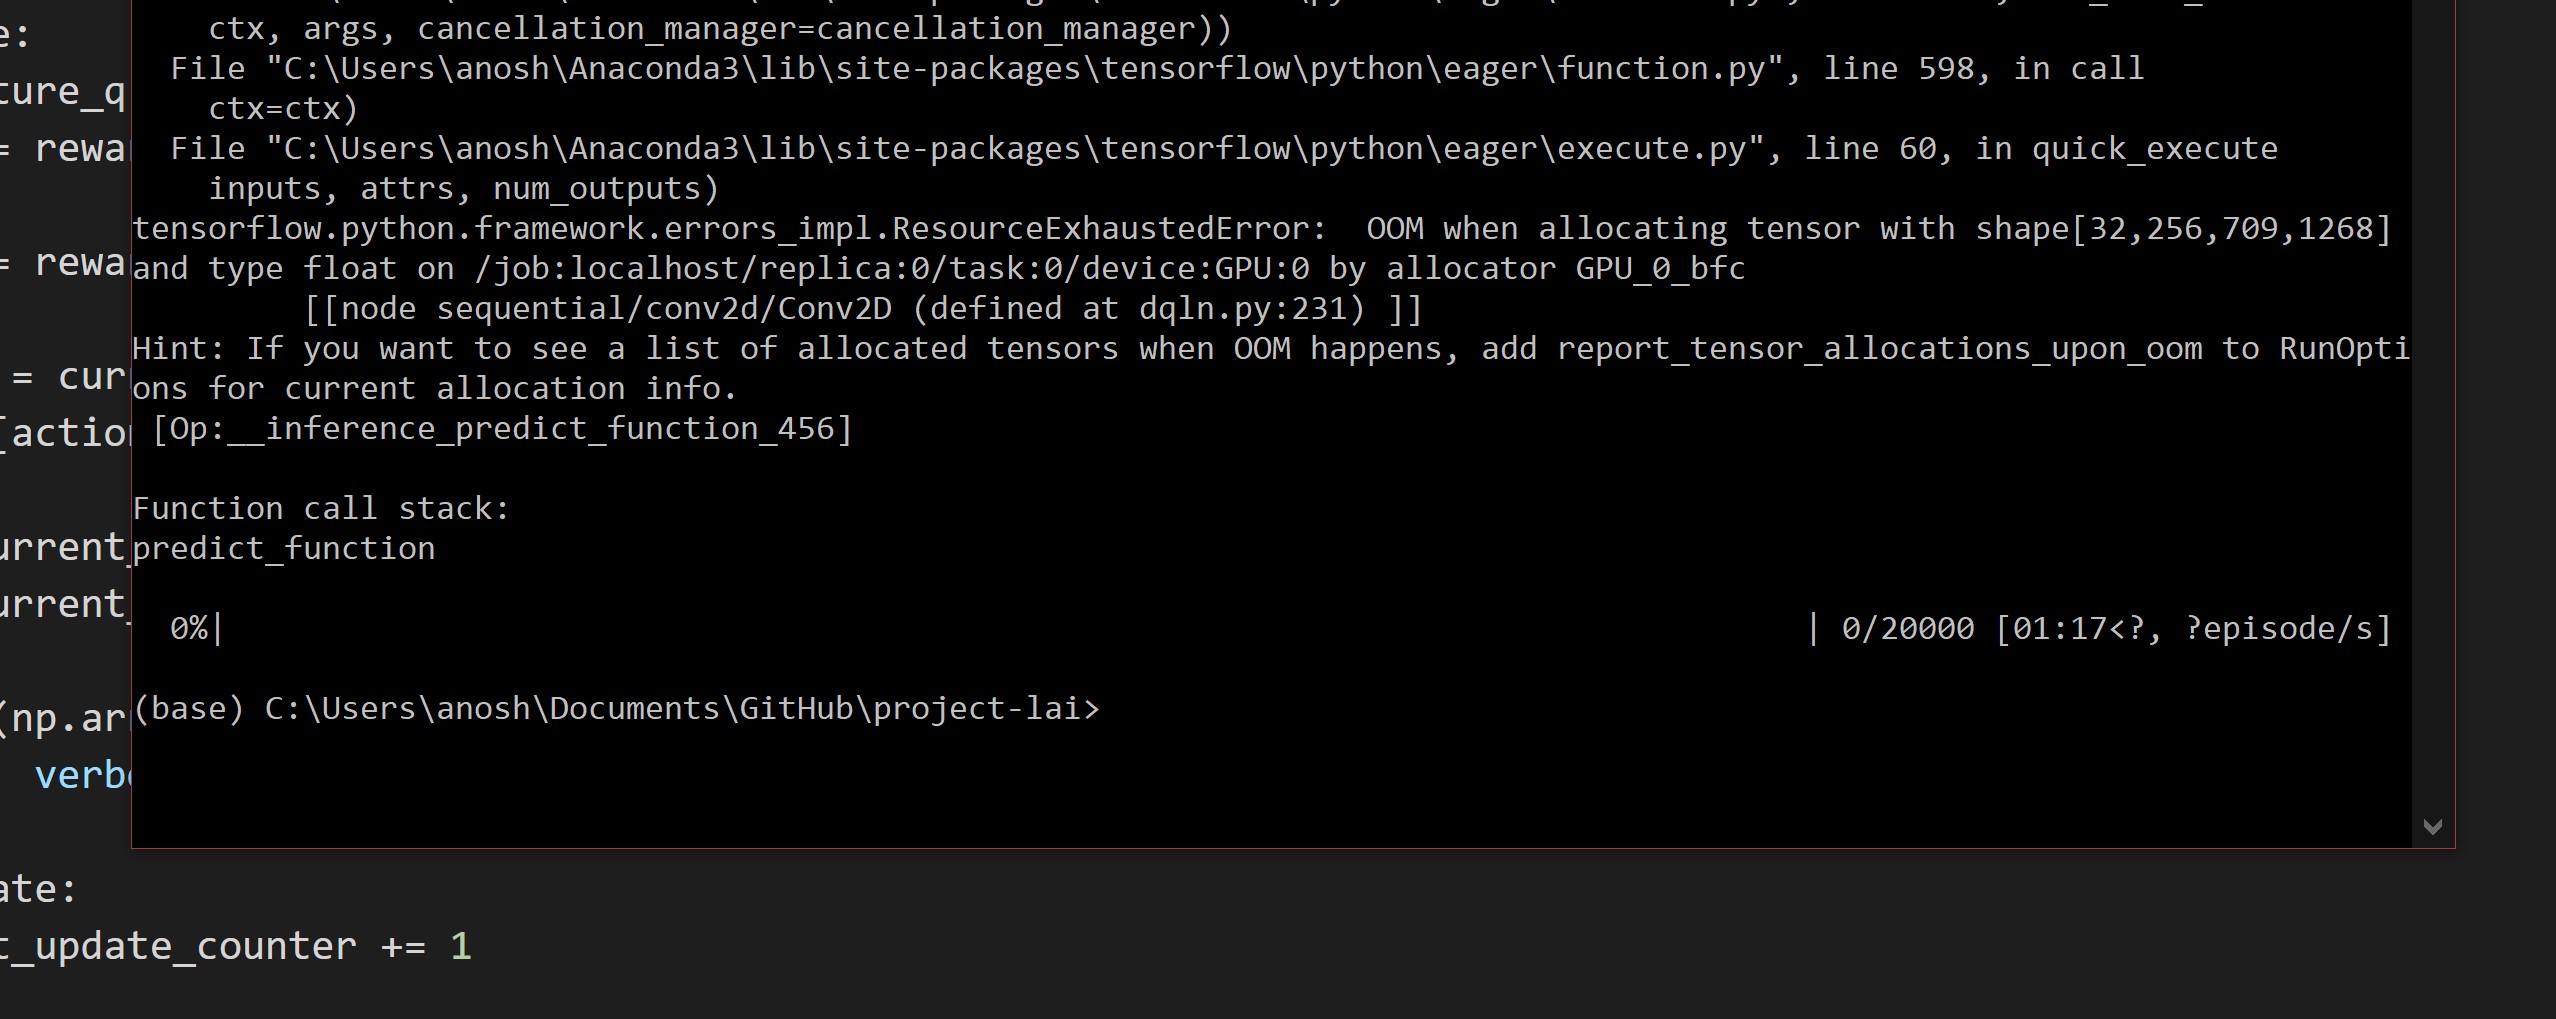 ctx, args, cancellation_manager=cancellation_manager))
e:
File "C:\Users\anosh\Anaconda3\lib\site-packages\tensorflow\python\eager\function.py", line 598, in call
ture_q
ctx=ctx)
= rewa
File "C:\Users\anosh\Anaconda3\lib\site-packages\tensorflow\python\eager\execute.py", line 60, in quick_execute
inputs, attrs, num_outputs)
tensorflow.python.framework.errors_impl.ResourceExhaustedError:  OOM when allocating tensor with shape[32,256,709,1268]
= rewa
and type float on /job:localhost/replica:0/task:0/device:GPU:0 by allocator GPU_0_bfc
[[node sequential/conv2d/Conv2D (defined at dqln.py:231) ]]
Hint: If you want to see a list of allocated tensors when OOM happens, add report_tensor_allocations_upon_oom to RunOpti
= cur
ons for current allocation info.
[action
[Op:__inference_predict_function_456]
Function call stack:
urrent_
predict_function
urrent_
0%|          | 0/20000 [01:17<?, ?episode/s]
(np.ar
(base) C:\Users\anosh\Documents\GitHub\project-lai>
verb
ate:
t_update_counter += 1